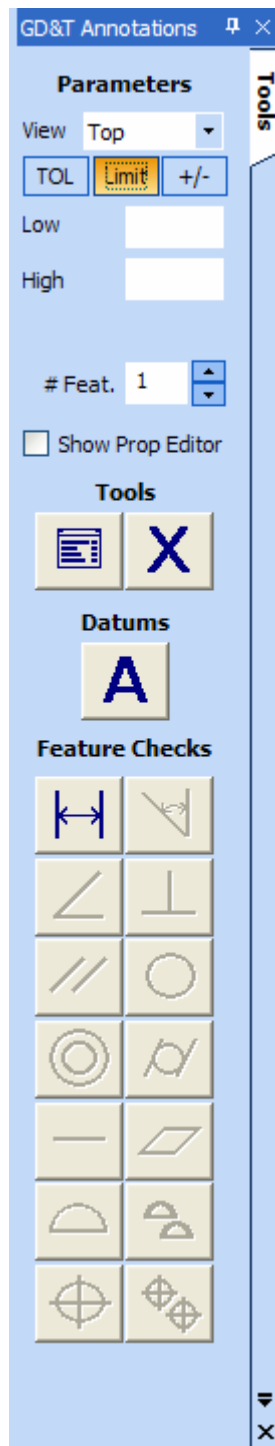 GD&T Annotations
Tools
Parameters
View Top
TOL Limit +/-
Low
High
# Feat. 1
Show Prop Editor
Tools
X
Datums
A
Feature Checks